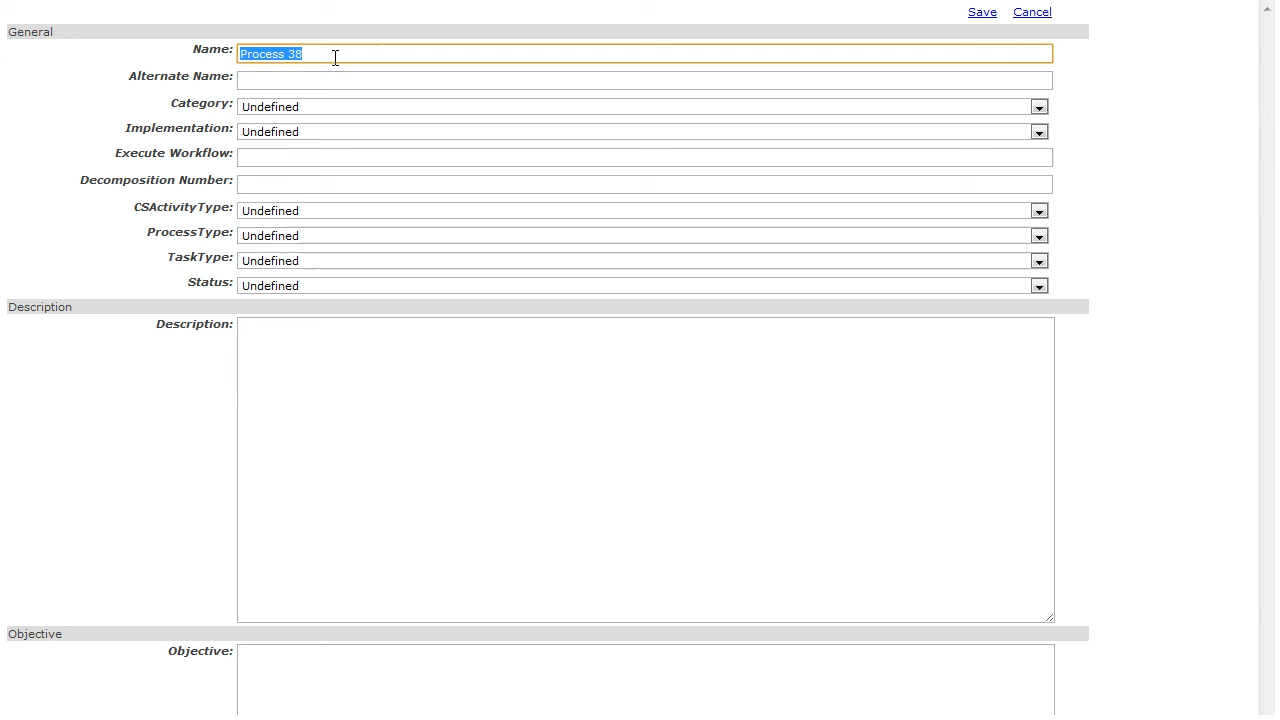 Save Cancel
General
Name: Process 38
Alternate Name:
Category: Undefined
Implementation: Undefined
Execute Workflow:
Decomposition Number:
CSActivityType: Undefined
ProcessType: Undefined
TaskType: Undefined
Status: Undefined
Description
Description:
Objective
Objective: